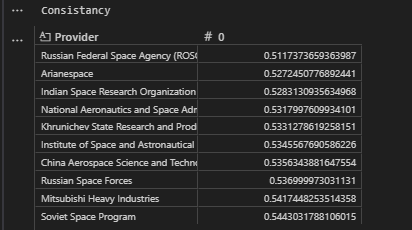 Consistancy
Provider # 0
Russian Federal Space Agency (ROSC 0.5117373659363987
Arianespace 0.5272450776892441
Indian Space Research Organization 0.5283130935634968
National Aeronautics and Space Adr 0.5317997609934101
Khrunichev State Research and Prod 0.5331278619258151
Institute of Space and Astronautical 0.5345567690586226
China Aerospace Science and Techno 0.5356343881647554
Russian Space Forces 0.536999973031131
Mitsubishi Heavy Industries 0.5417448253514358
Soviet Space Program 0.5443031788106015